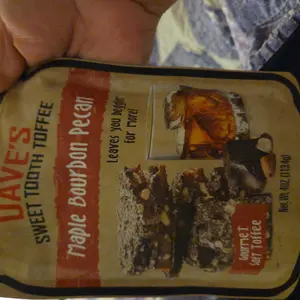 DAVE'S
SWEET TOOTH TOFFEE
Maple Bourbon Pecan
Leaves you beggin'
for more!
Gourmet
Soft Toffee
Net Wt. 4oz. (113.4g)